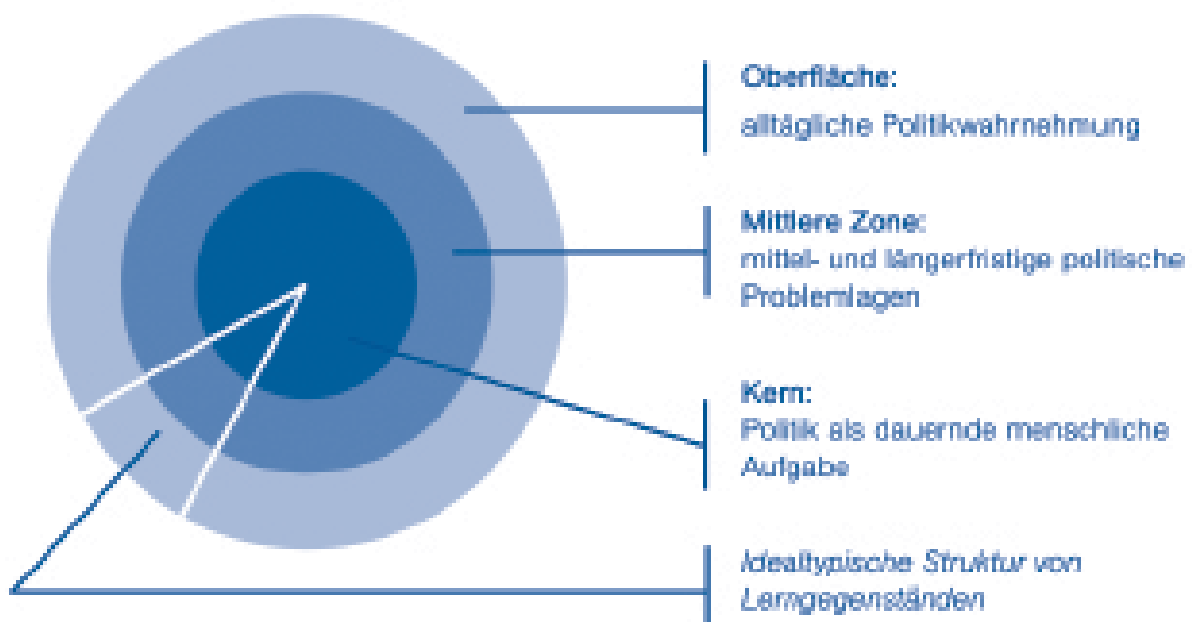 Oberfläche:
alltägliche Politikwahrnehmung
Mittlere Zone:
mittel- und längerfristige politische
Problemlagen
Kern:
Politik als dauernde menschliche
Aufgabe
Idealtypische Struktur von
Lerngegenständen